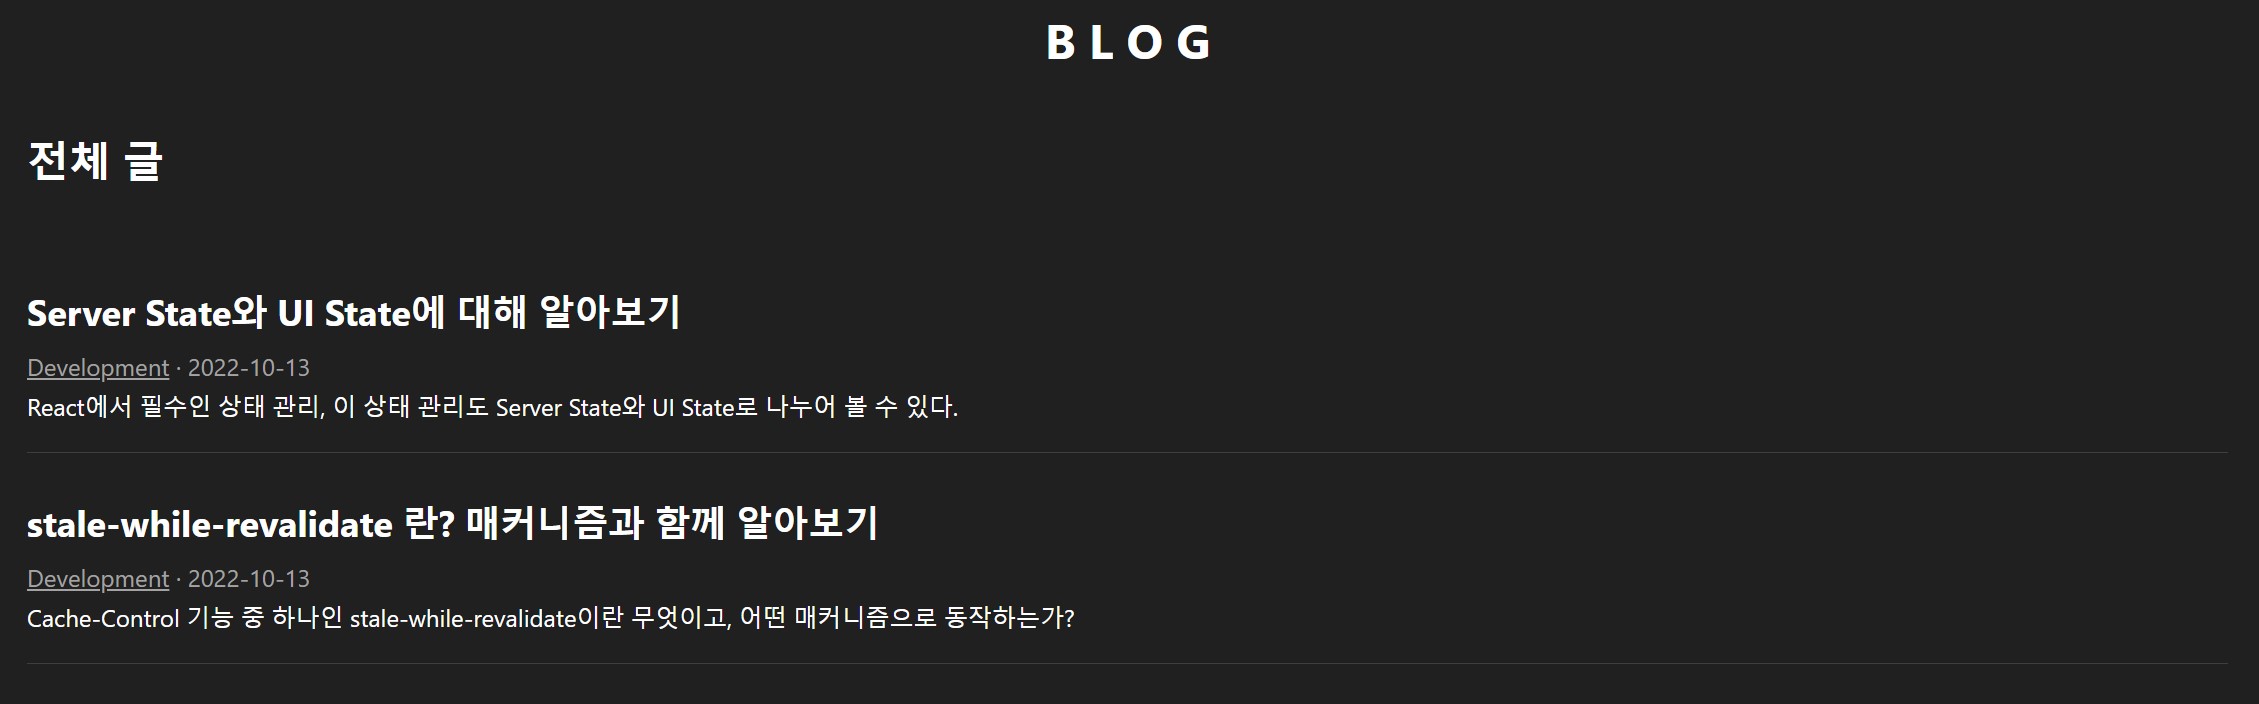 BLOG
전체 글
Server State와 UI State에 대해 알아보기
Development · 2022-10-13
React에서 필수인 상태 관리, 이 상태 관리도 Server State와 UI State로 나누어 볼 수 있다.
stale-while-revalidate 란? 매커니즘과 함께 알아보기
Development · 2022-10-13
Cache-Control 기능 중 하나인 stale-while-revalidate이란 무엇이고, 어떤 매커니즘으로 동작하는가?